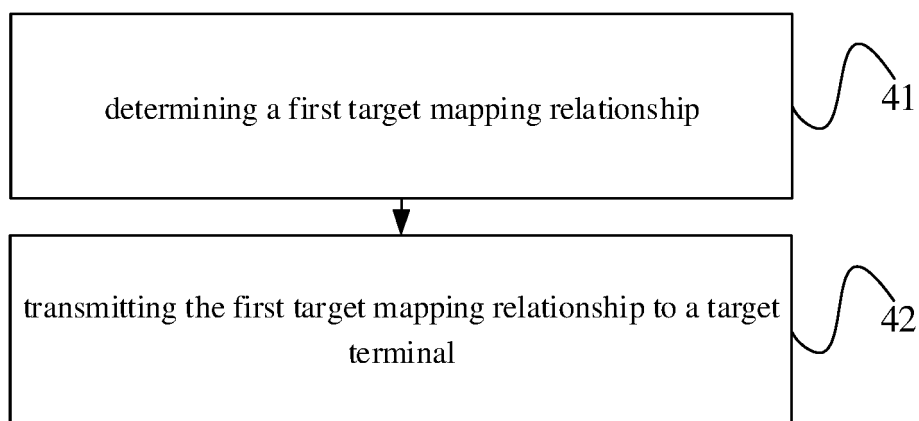 determining a first target mapping relationship
41
transmitting the first target mapping relationship to a target
terminal
42